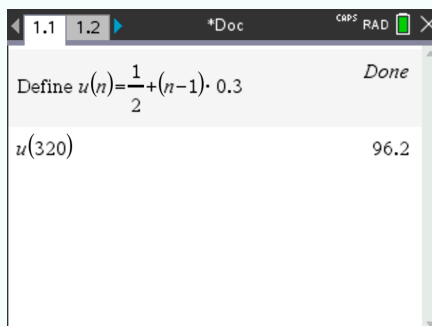 1.1 1.2 *Doc CAPS RAD
Define u(n)=1/2+(n−1)· 0.3 Done
u(320) 96.2